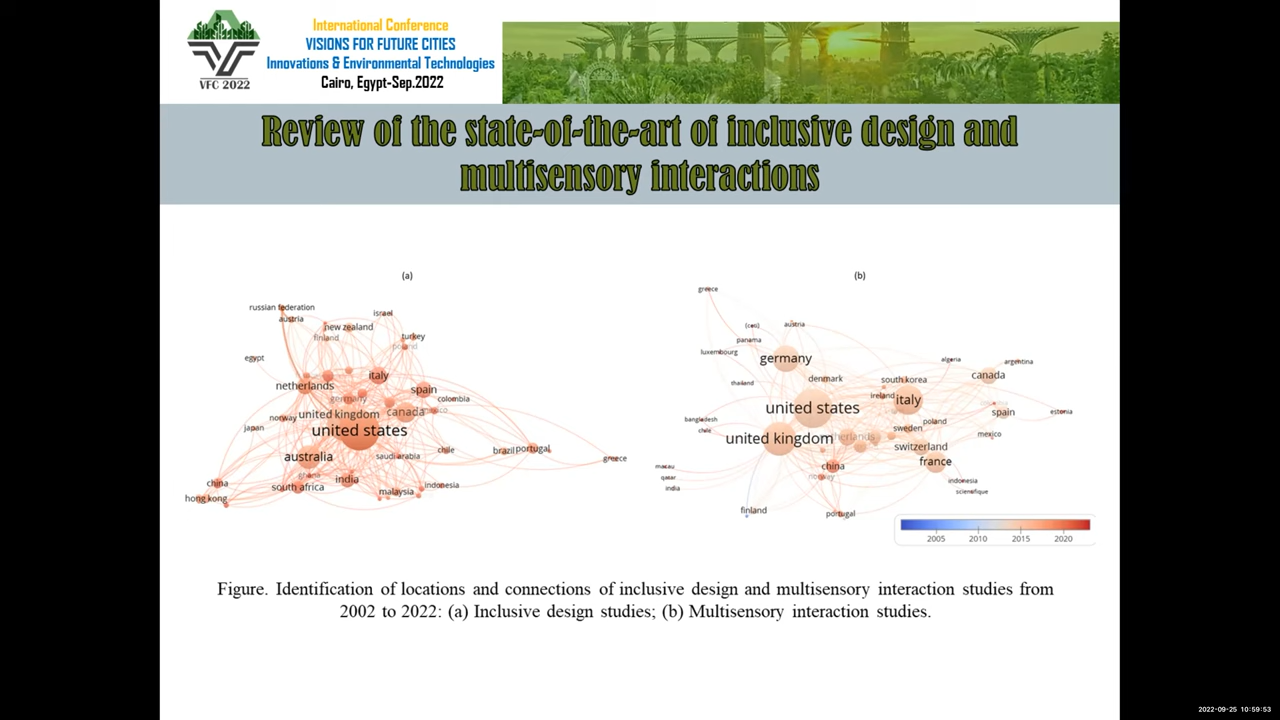 International Conference
VISIONS FOR FUTURE CITIES
Innovations & Environmental Technologies
Cairo, Egypt-Sep.2022
VFC 2022
Review of the state-of-the-art of inclusive design and
multisensory interactions
(a)
russian federation
austria
israel
new zealand
finland
turkey
poland
egypt
italy
netherlands
spain
germany
colombia
united kingdom
canada
mexico
norway
japan
united states
australia
saudi arabia
chile
brazil
portugal
greece
ghana
india
china
south africa
malaysia
indonesia
hong kong
(b)
greece
(ceo)
austria
panama
luxembourg
germany
algeria
argentina
thailand
denmark
south korea
canada
ireland
italy
united states
spain
estonia
bangladesh
chile
poland
sweden
mexico
united kingdom
switzerland
france
china
norway
macau
qatar
india
indonesia
scientifique
finland
portugal
2005 2010 2015 2020
Figure. Identification of locations and connections of inclusive design and multisensory interaction studies from
2002 to 2022: (a) Inclusive design studies; (b) Multisensory interaction studies.
2022-09-25 10:59:53